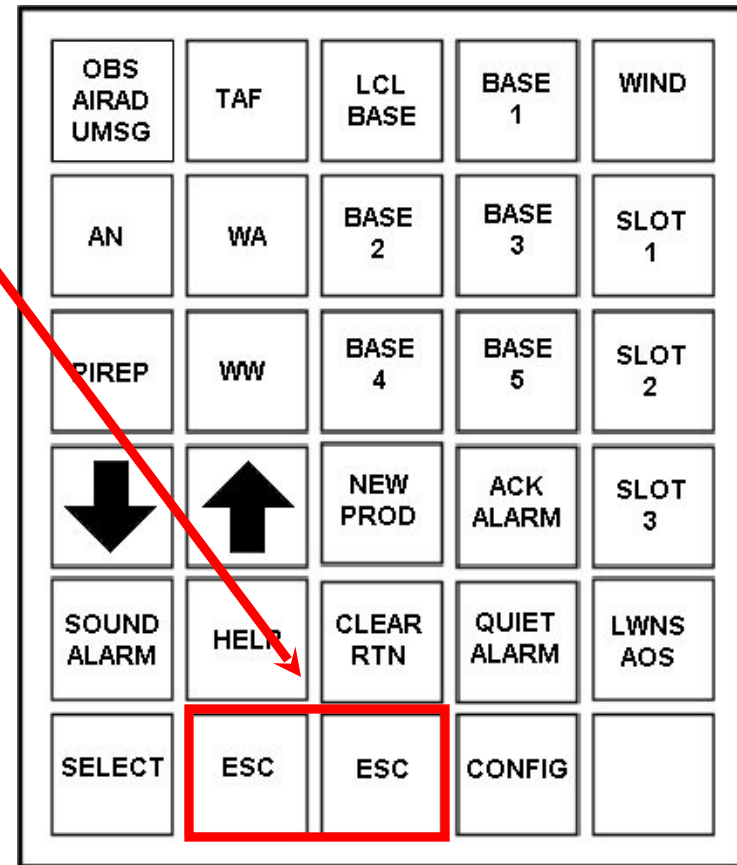 OBS
AIRAD
UMSG
TAF
LCL
BASE
BASE
1
WIND
AN
WA
BASE
2
BASE
3
SLOT
1
PIREP
WW
BASE
4
BASE
5
SLOT
2
NEW
PROD
ACK
ALARM
SLOT
3
SOUND
ALARM
HELP
CLEAR
RTN
QUIET
ALARM
LWNS
AOS
SELECT
ESC
ESC
CONFIG